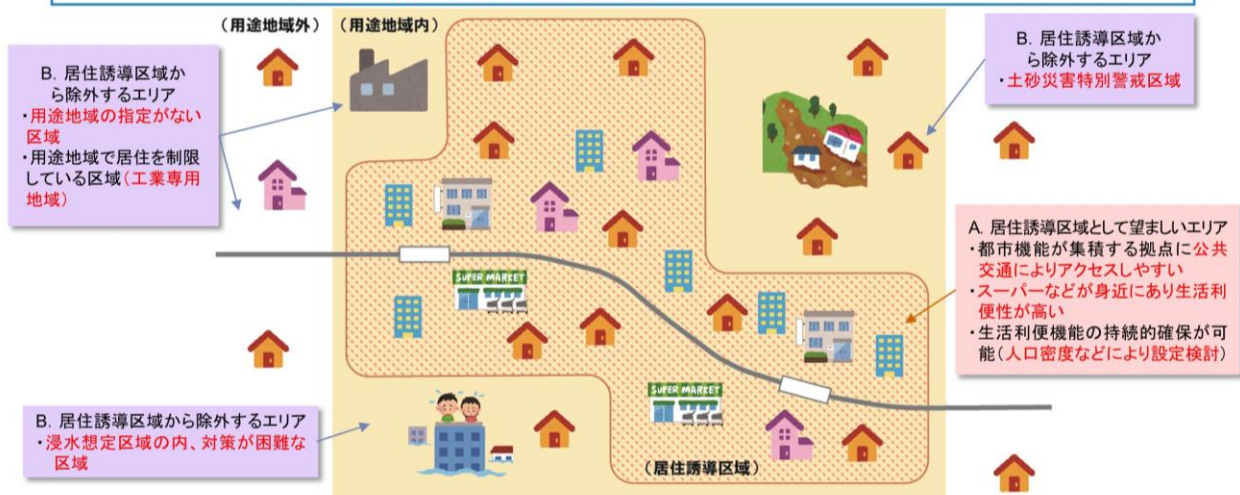 （用途地域外）
（用途地域内）
B．居住誘導区域か
ら除外するエリア
・用途地域の指定がない
区域
・用途地域で居住を制限
している区域（工業専用
地域）
B．居住誘導区域か
ら除外するエリア
・土砂災害特別警戒区域
A．居住誘導区域として望ましいエリア
・都市機能が集積する拠点に公共
交通によりアクセスしやすい
・スーパーなどが身近にあり生活利
便性が高い
・生活利便機能の持続的確保が可
能（人口密度などにより設定検討）
SUPER MARKET
SUPER MARKET
B．居住誘導区域から除外するエリア
・浸水想定区域の内、対策が困難な
区域
（居住誘導区域）